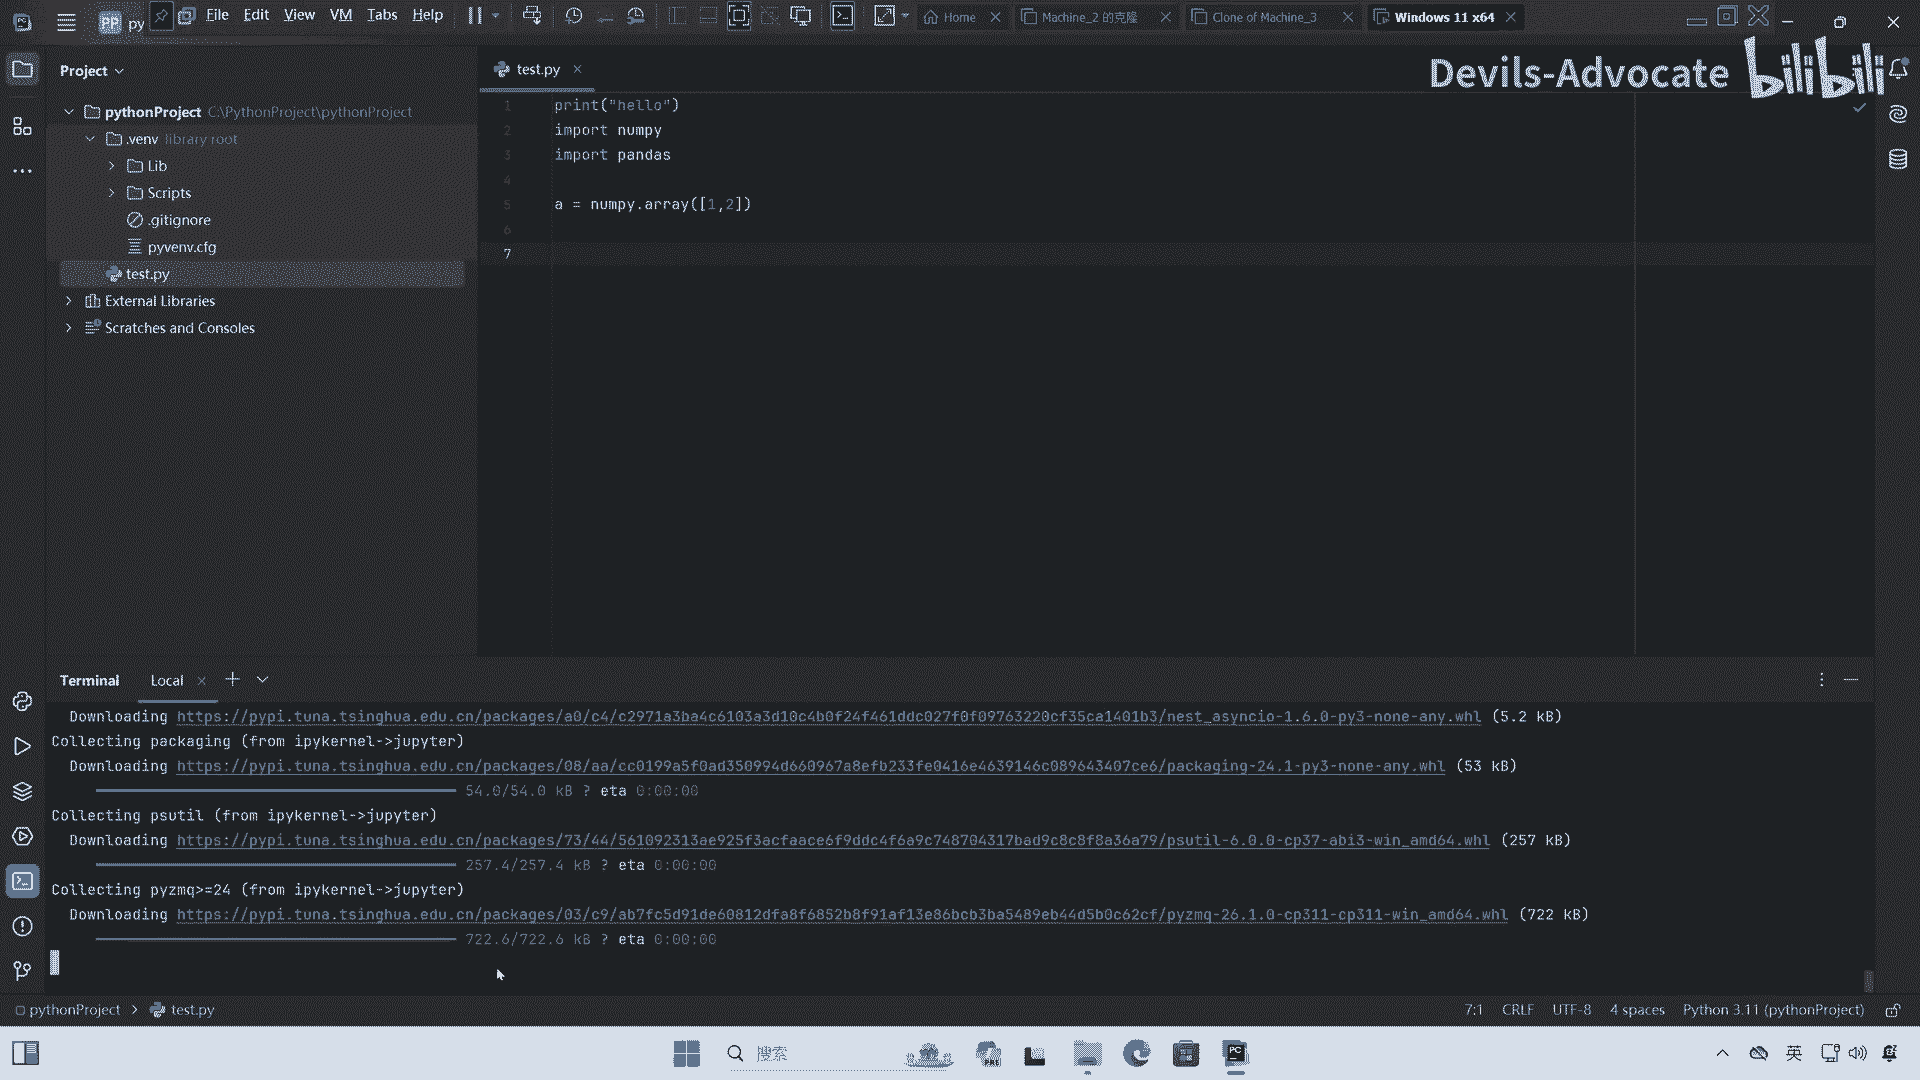 PP py File Edit View VM Tabs Help Home Machine_2 的克隆 Clone of Machine_3 Windows 11 x64
Devils-Advocate bilibili
Project
test.py
pythonProject C:\PythonProject\pythonProject
.venv library root
Lib
Scripts
.gitignore
pyvenv.cfg
test.py
External Libraries
Scratches and Consoles
1 print("hello")
2 import numpy
3 import pandas
4
5 a = numpy.array([1,2])
6
7
Terminal Local
Downloading https://pypi.tuna.tsinghua.edu.cn/packages/a0/c4/c2971a3ba4c6103a3d10c4b0f24f461ddc027f0f09763220cf35ca1401b3/nest_asyncio-1.6.0-py3-none-any.whl (5.2 kB)
Collecting packaging (from ipykernel->jupyter)
Downloading https://pypi.tuna.tsinghua.edu.cn/packages/08/aa/cc0199a5f0ad350994d660967a8efb233fe0416e4639146c089643407ce6/packaging-24.1-py3-none-any.whl (53 kB)
54.0/54.0 kB ? eta 0:00:00
Collecting psutil (from ipykernel->jupyter)
Downloading https://pypi.tuna.tsinghua.edu.cn/packages/73/44/561092313ae925f3acfaace6f9ddc4f6a9c748704317bad9c8c8f8a36a79/psutil-6.0.0-cp37-abi3-win_amd64.whl (257 kB)
257.4/257.4 kB ? eta 0:00:00
Collecting pyzmq>=24 (from ipykernel->jupyter)
Downloading https://pypi.tuna.tsinghua.edu.cn/packages/03/c9/ab7fc5d91de60812dfa8f6852b8f91af13e86bcb3ba5489eb44d5b0c62cf/pyzmq-26.1.0-cp311-cp311-win_amd64.whl (722 kB)
722.6/722.6 kB ? eta 0:00:00
pythonProject test.py 7:1 CRLF UTF-8 4 spaces Python 3.11 (pythonProject)
搜索 PRE PC 英